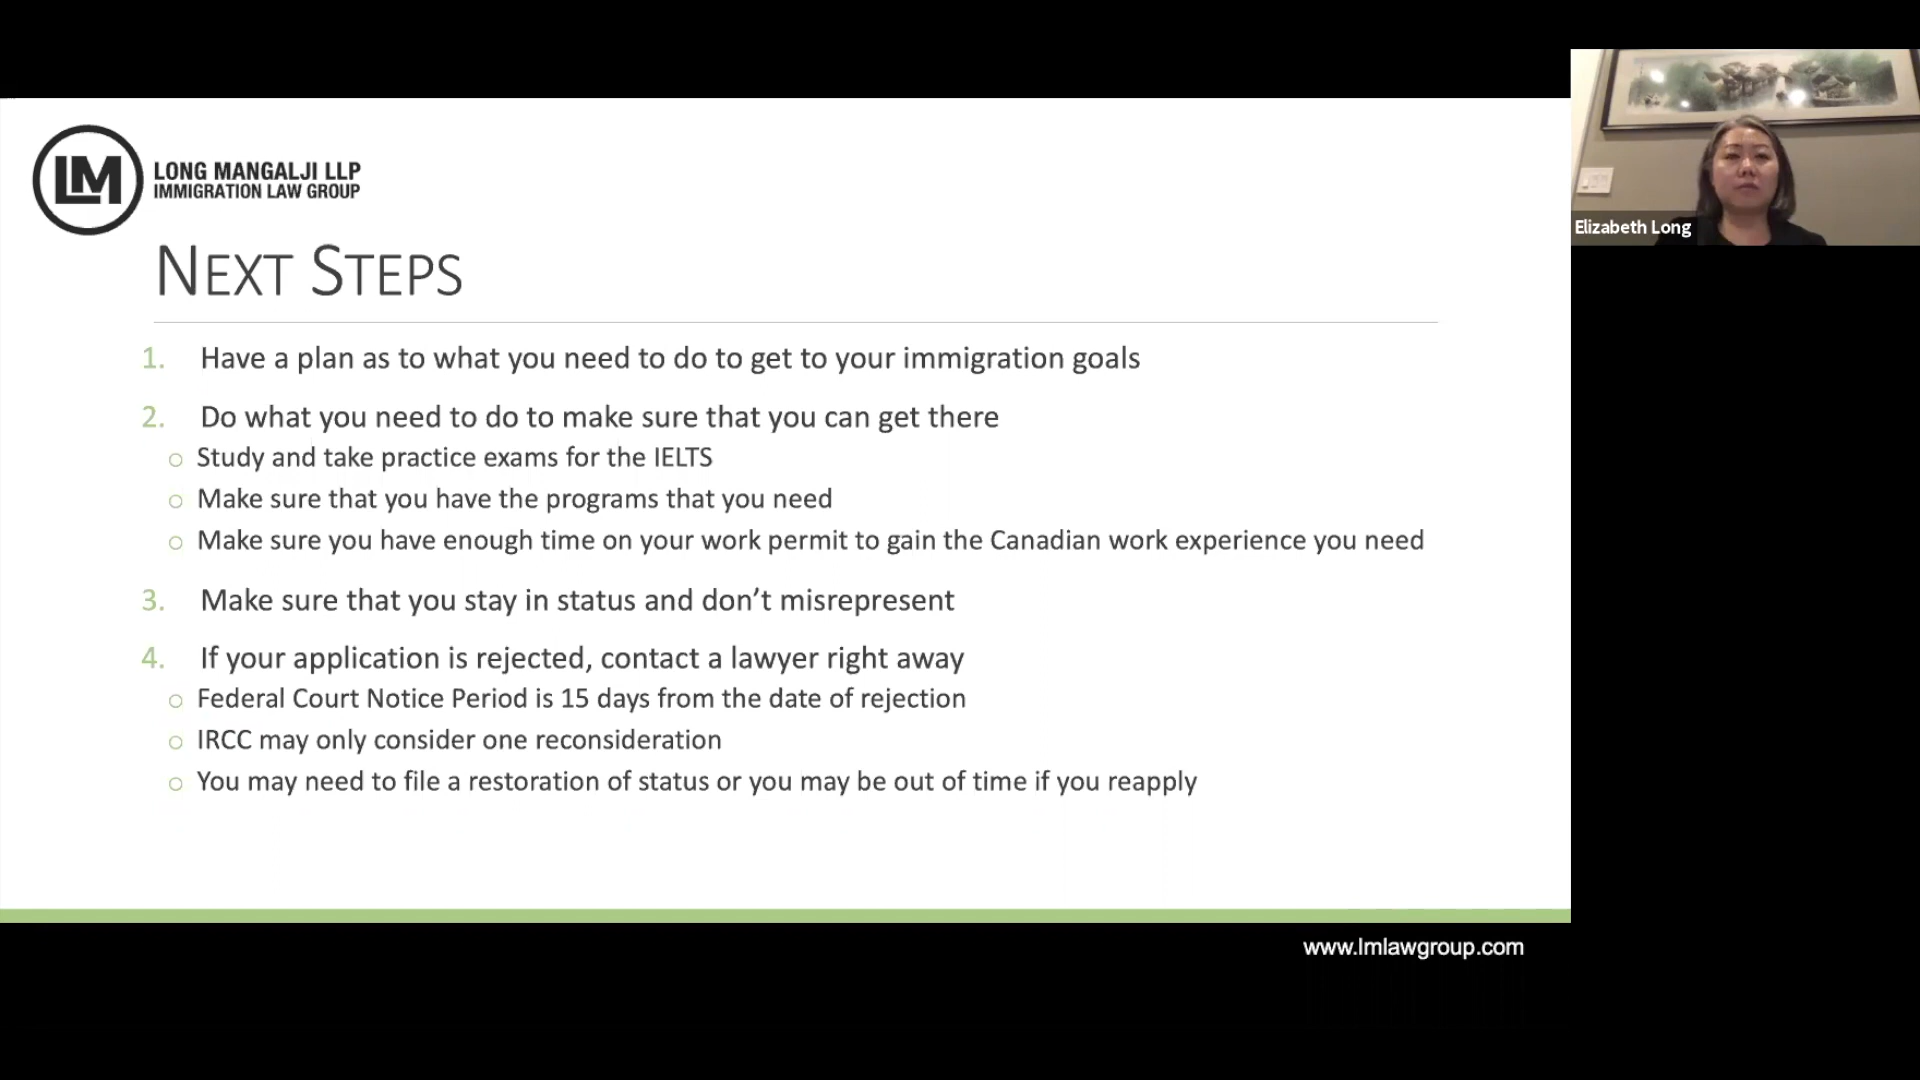 LM
LONG MANGALJI LLP
IMMIGRATION LAW GROUP
NEXT STEPS
1. Have a plan as to what you need to do to get to your immigration goals
2. Do what you need to do to make sure that you can get there
o Study and take practice exams for the IELTS
o Make sure that you have the programs that you need
o Make sure you have enough time on your work permit to gain the Canadian work experience you need
3. Make sure that you stay in status and don’t misrepresent
4. If your application is rejected, contact a lawyer right away
o Federal Court Notice Period is 15 days from the date of rejection
o IRCC may only consider one reconsideration
o You may need to file a restoration of status or you may be out of time if you reapply
www.lmlawgroup.com
Elizabeth Long